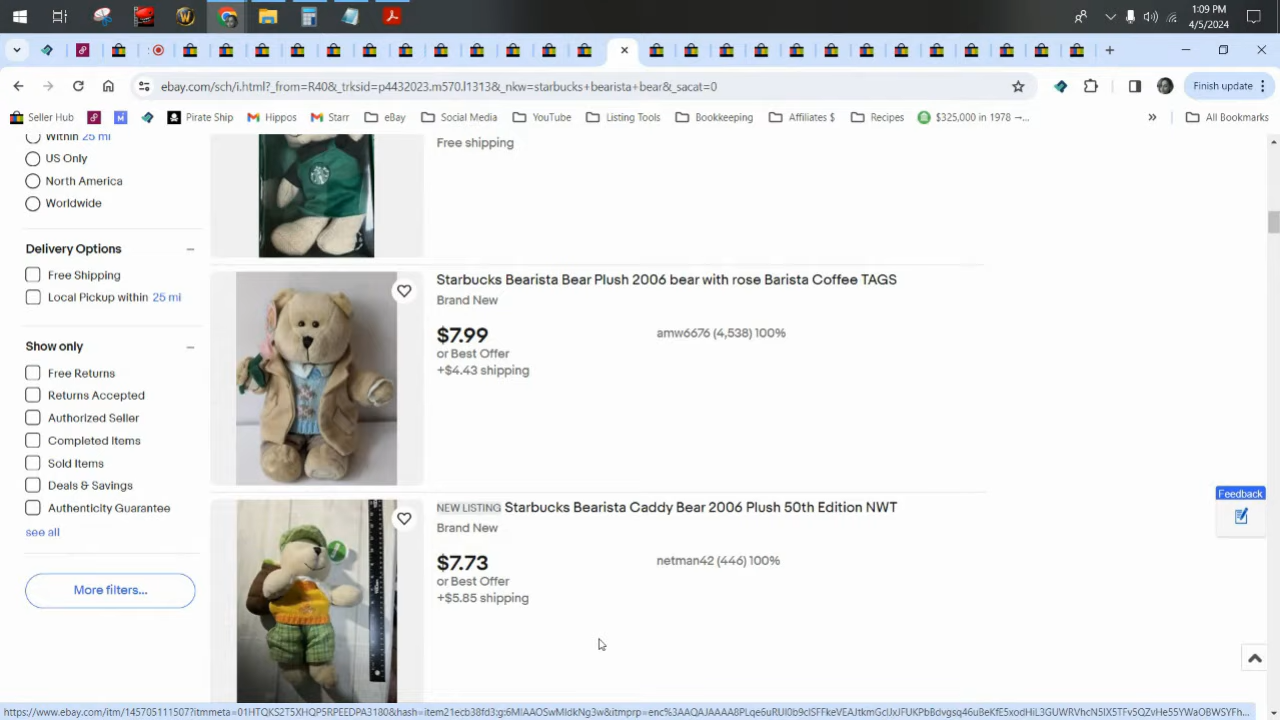 1:09 PM
4/5/2024
ebay.com/sch/i.html?_from=R40&_trksid=p4432023.m570.l1313&_nkw=starbucks+bearista+bear&_sacat=0
Finish update
Seller Hub
Pirate Ship
Hippos
Starr
eBay
Social Media
YouTube
Listing Tools
Bookkeeping
Affiliates $
Recipes
$325,000 in 1978 →...
»
All Bookmarks
Within 25 mi
US Only
North America
Worldwide
Delivery Options
Free Shipping
Local Pickup within 25 mi
Show only
Free Returns
Returns Accepted
Authorized Seller
Completed Items
Sold Items
Deals & Savings
Authenticity Guarantee
see all
More filters...
Free shipping
Starbucks Bearista Bear Plush 2006 bear with rose Barista Coffee TAGS
Brand New
$7.99
or Best Offer
+$4.43 shipping
amw6676 (4,538) 100%
NEW LISTING Starbucks Bearista Caddy Bear 2006 Plush 50th Edition NWT
Brand New
$7.73
or Best Offer
+$5.85 shipping
netman42 (446) 100%
Feedback